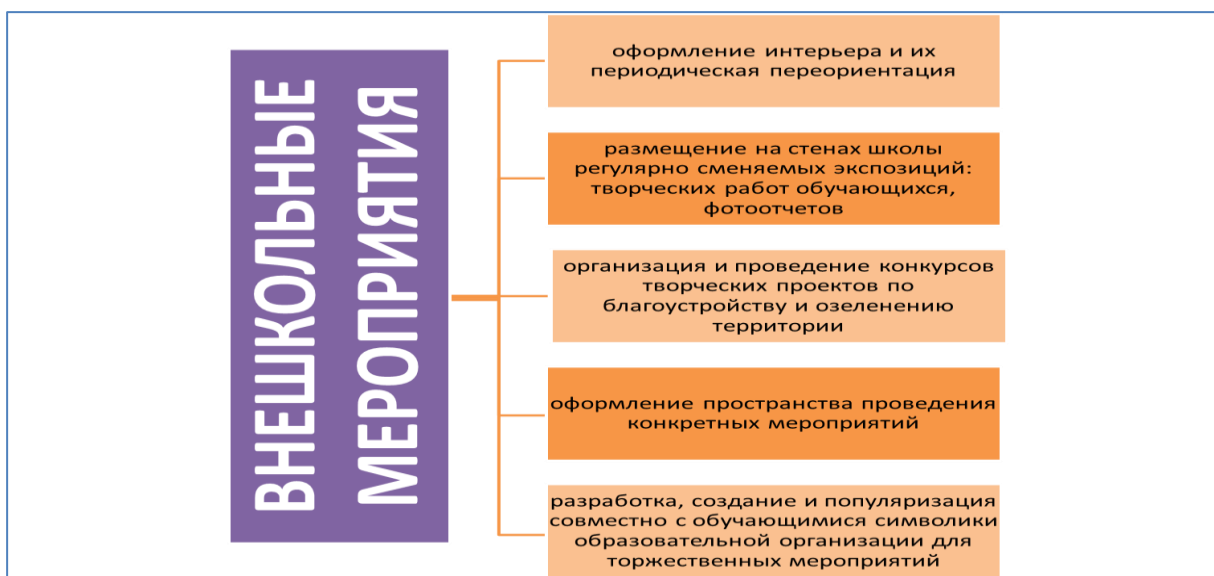 ВНЕШКОЛЬНЫЕ
МЕРОПРИЯТИЯ
оформление интерьера и их
периодическая переориентация
размещение на стенах школы
регулярно сменяемых экспозиций:
творческих работ обучающихся,
фотоотчетов
организация и проведение конкурсов
творческих проектов по
благоустройству и озеленению
территории
оформление пространства проведения
конкретных мероприятий
разработка, создание и популяризация
совместно с обучающимися символики
образовательной организации для
торжественных мероприятий